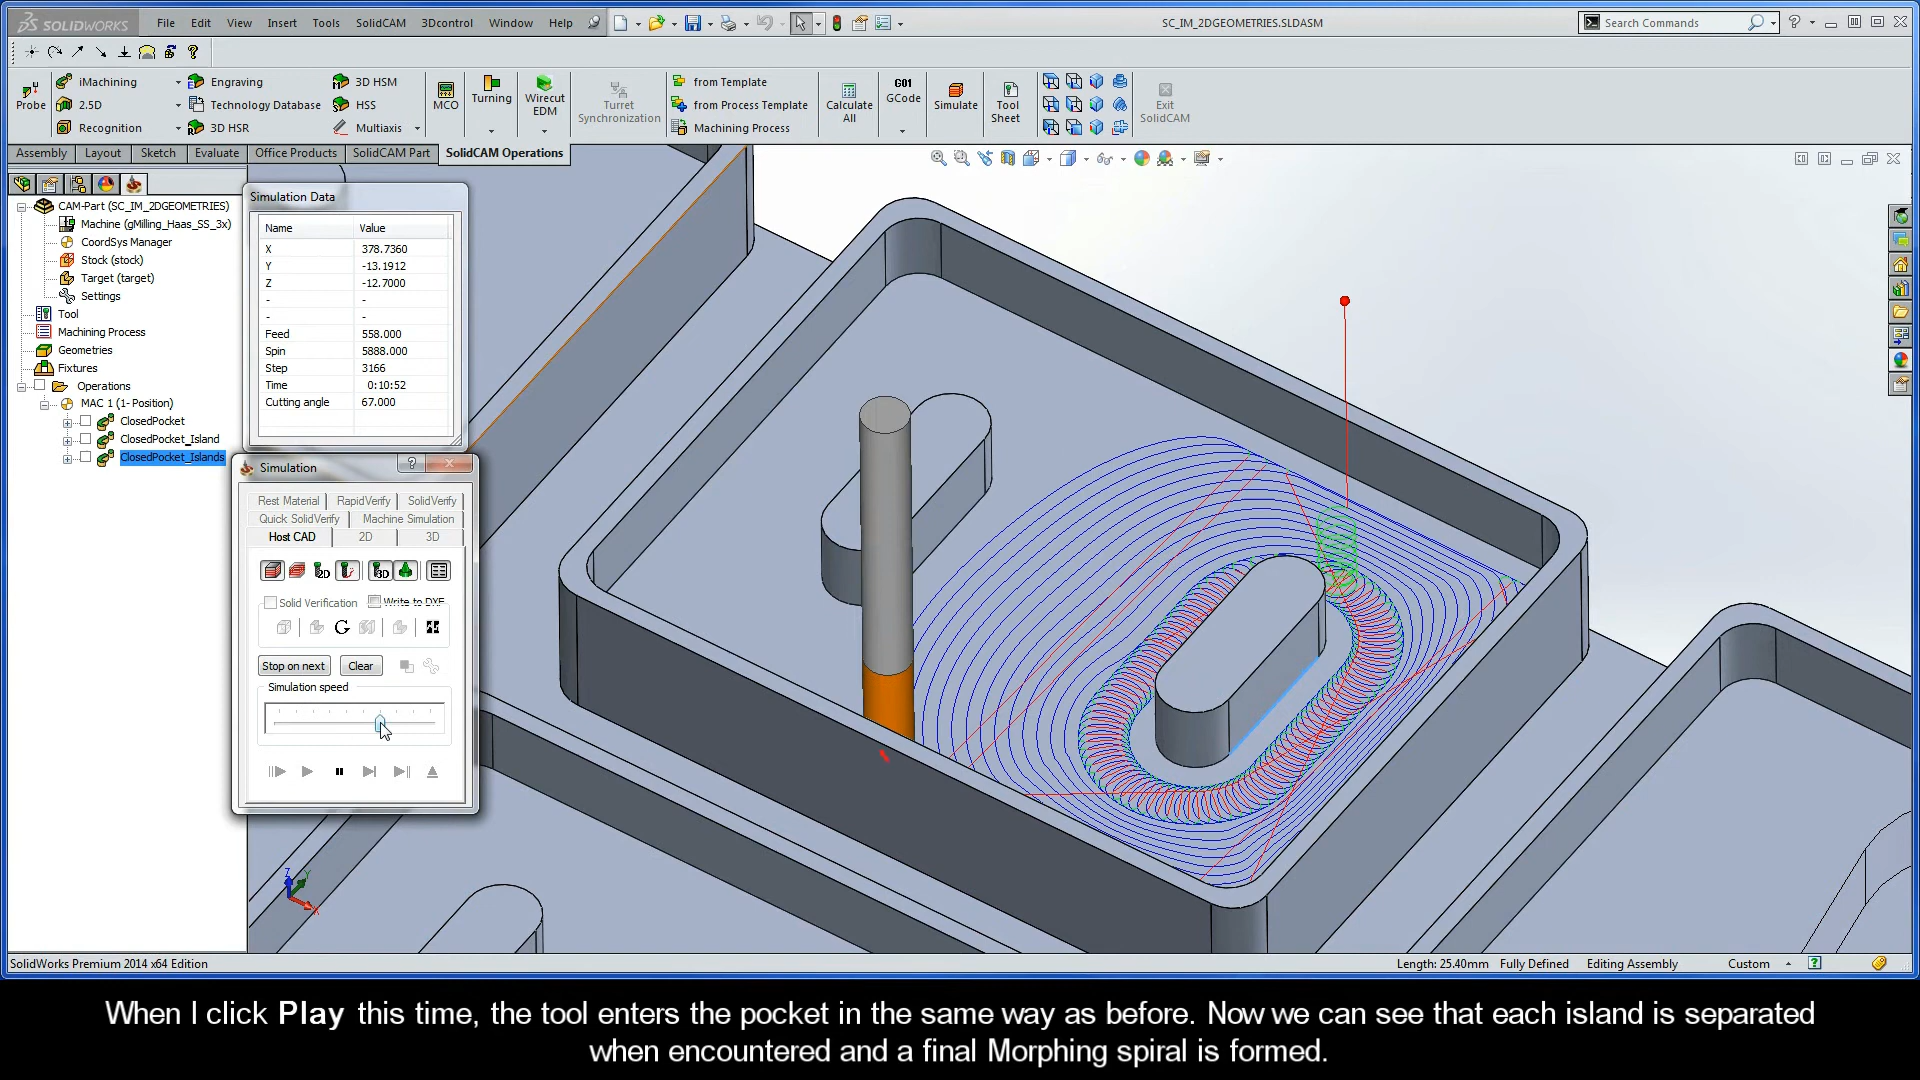 SOLIDWORKS File Edit View Insert Tools SolidCAM 3Dcontrol Window Help SC_IM_2DGEOMETRIES.SLDASM Search Commands
iMachining Engraving 3D HSM from Template
Probe 2.5D Technology Database HSS MCO Turning Wirecut EDM Turret Synchronization from Process Template Calculate All G01 GCode Simulate Tool Sheet Exit SolidCAM
Recognition 3D HSR Multiaxis Machining Process
Assembly Layout Sketch Evaluate Office Products SolidCAM Part SolidCAM Operations
CAM-Part (SC_IM_2DGEOMETRIES)
Machine (gMilling_Haas_SS_3x)
CoordSys Manager
Stock (stock)
Target (target)
Settings
Tool
Machining Process
Geometries
Fixtures
Operations
MAC 1 (1- Position)
ClosedPocket
ClosedPocket_Island
ClosedPocket_Islands
Simulation Data
Name Value
X 378.7360
Y -13.1912
Z -12.7000
- -
- -
Feed 558.000
Spin 5888.000
Step 3166
Time 0:10:52
Cutting angle 67.000
Simulation
Rest Material RapidVerify SolidVerify
Quick SolidVerify Machine Simulation
Host CAD 2D 3D
2D 3D
Solid Verification Write to DXF
Stop on next Clear
Simulation speed
Z Y X
SolidWorks Premium 2014 x64 Edition Length: 25.40mm Fully Defined Editing Assembly Custom
When I click Play this time, the tool enters the pocket in the same way as before. Now we can see that each island is separated
when encountered and a final Morphing spiral is formed.